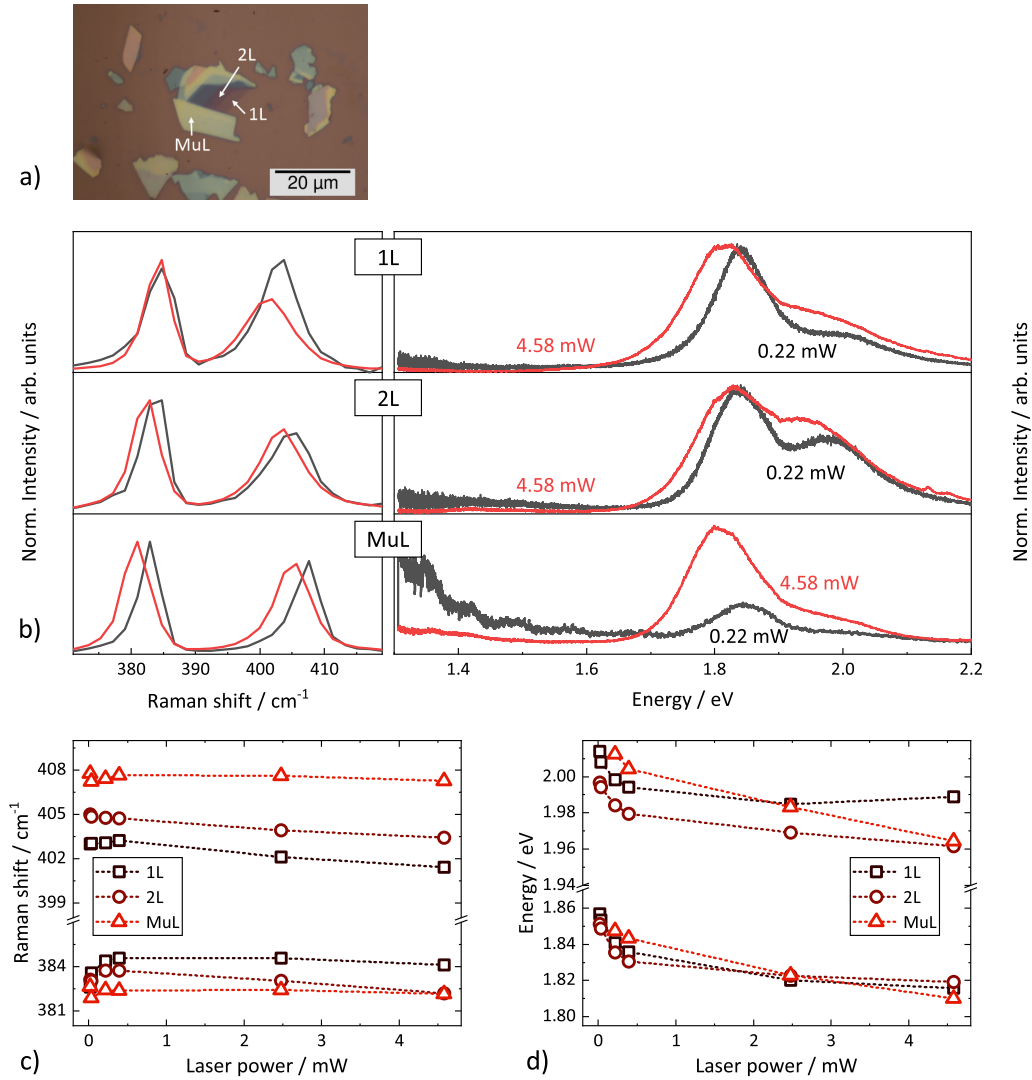 2L
1L
MuL
20 µm
a)
1L
4.58 mW
0.22 mW
2L
4.58 mW
0.22 mW
MuL
4.58 mW
0.22 mW
Norm. Intensity / arb. units
Norm. Intensity / arb. units
b)
380 390 400 410
1.4 1.6 1.8 2.0 2.2
Raman shift / cm⁻¹
Energy / eV
408
405
402
399
384
381
Raman shift / cm⁻¹
1L
2L
MuL
0 1 2 3 4
Laser power / mW
c)
2.00
1.98
1.96
1.94
1.86
1.84
1.82
1.80
Energy / eV
1L
2L
MuL
0 1 2 3 4
Laser power / mW
d)